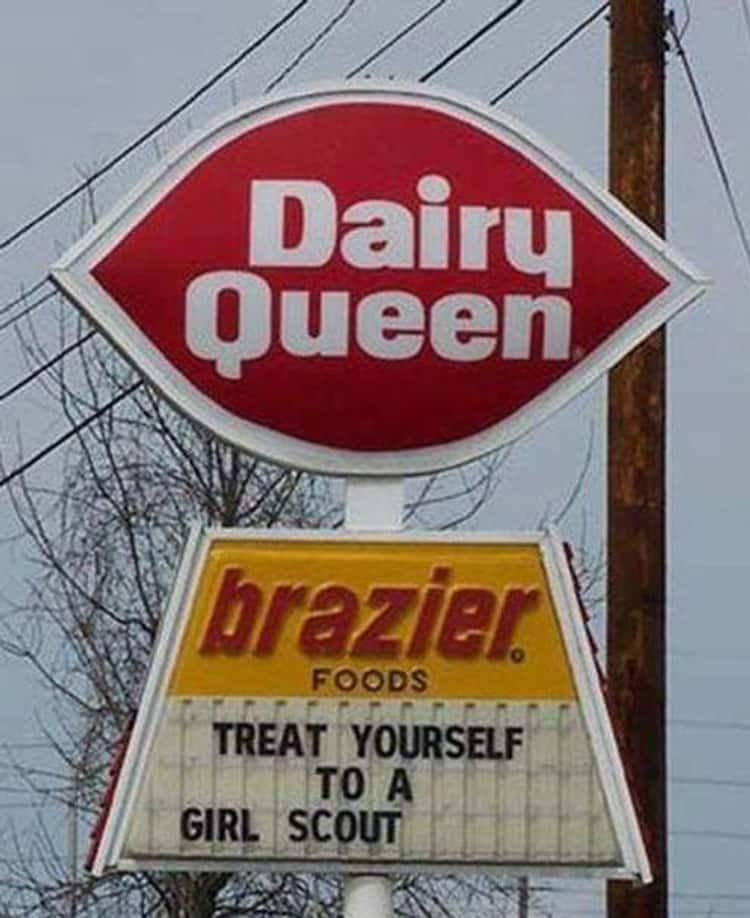 Dairy
Queen
brazier
FOODS
TREAT YOURSELF
TO A
GIRL SCOUT